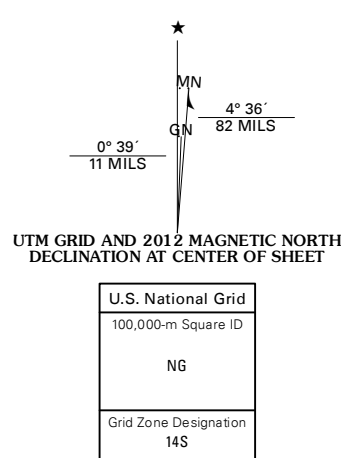 ★
MN
4° 36´
82 MILS
GN
0° 39´
11 MILS
UTM GRID AND 2012 MAGNETIC NORTH
DECLINATION AT CENTER OF SHEET
U.S. National Grid
100,000-m Square ID
NG
Grid Zone Designation
14S